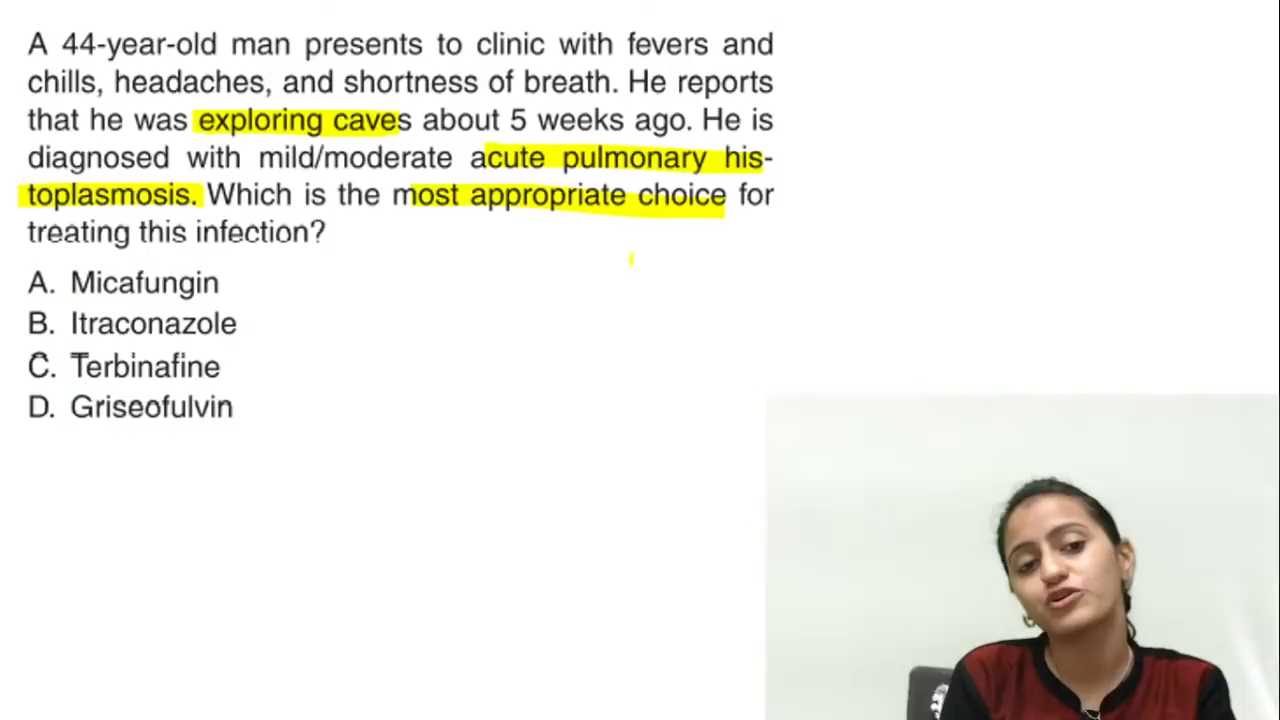 A 44-year-old man presents to clinic with fevers and
chills, headaches, and shortness of breath. He reports
that he was exploring caves about 5 weeks ago. He is
diagnosed with mild/moderate acute pulmonary his-
toplasmosis. Which is the most appropriate choice for
treating this infection?
A. Micafungin
B. Itraconazole
C. Terbinafine
D. Griseofulvin